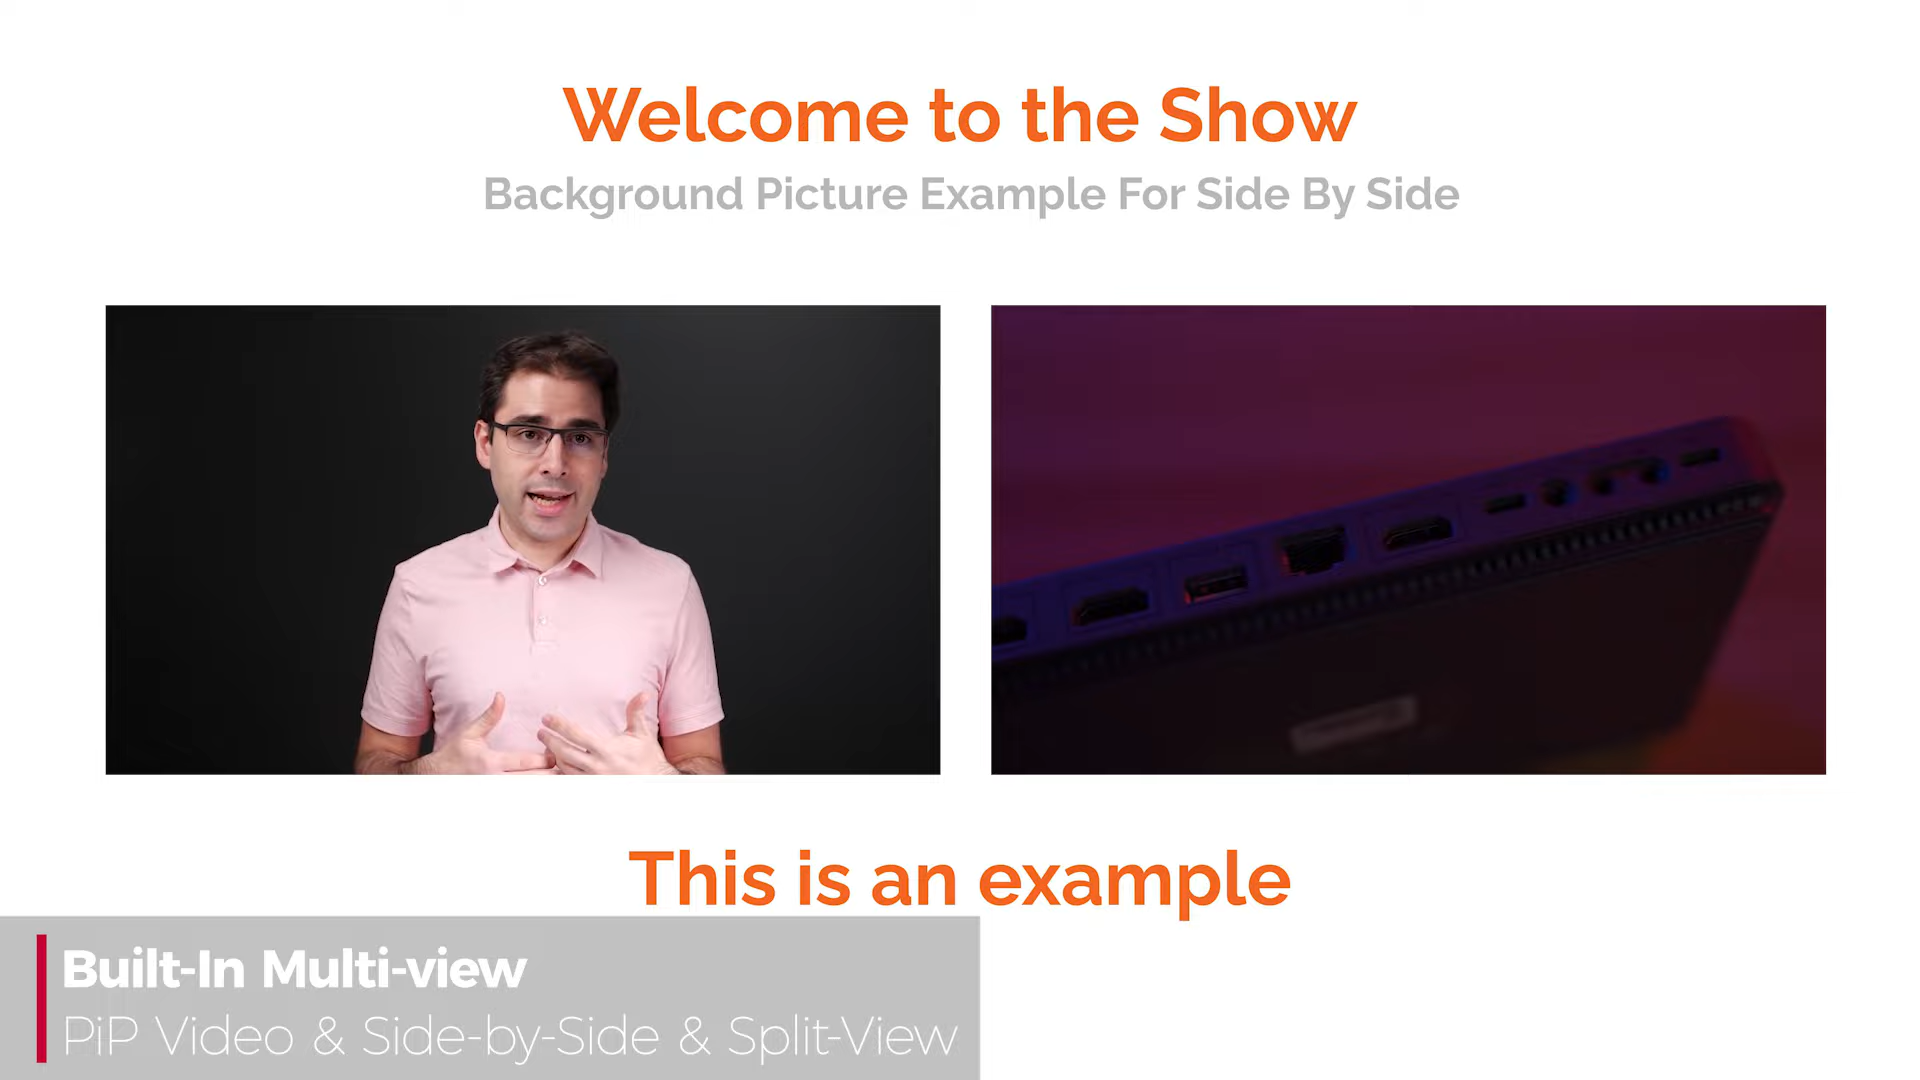 Welcome to the Show
Background Picture Example For Side By Side
This is an example
Built-In Multi-view
PiP Video & Side-by-Side & Split-View